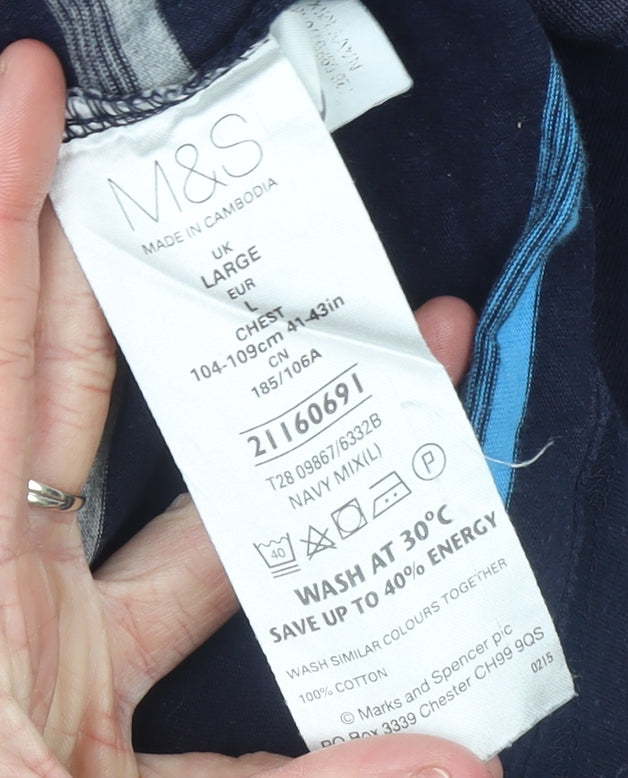 M&S
MADE IN CAMBODIA
UK
LARGE
EUR
L
CHEST
104-109cm 41-43in
CN
185/106A
21160691
T28 09867/6332B
NAVY MIX(L)
40
P
WASH AT 30°C
SAVE UP TO 40% ENERGY
WASH SIMILAR COLOURS TOGETHER
100% COTTON
© Marks and Spencer p'c
PO Box 3339 Chester CH99 9QS
0215